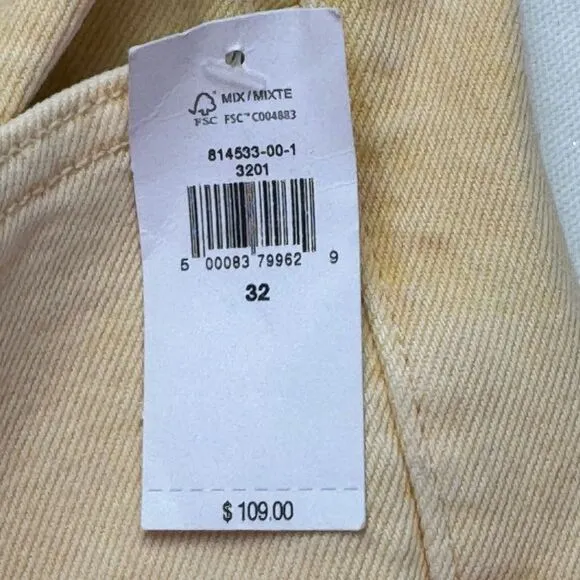 MIX/MIXTE
FSC FSC™ C004883
814533-00-1
3201
5 00083 79962 9
32
$ 109.00